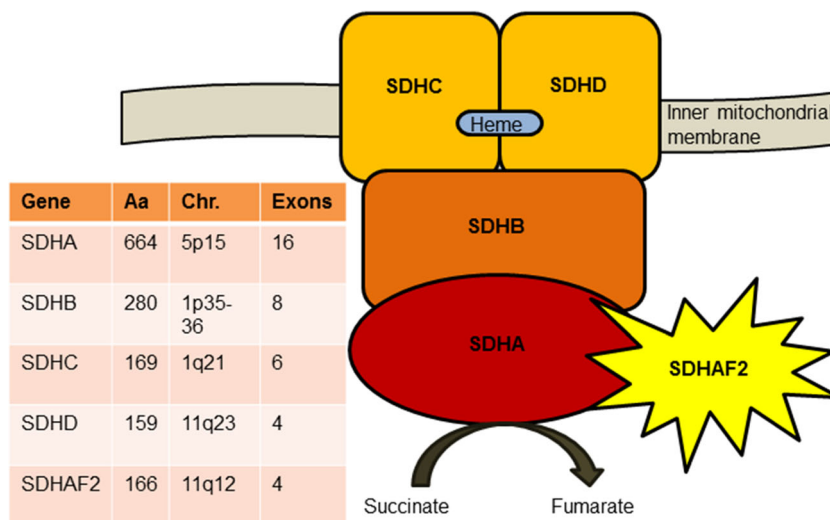 SDHC
SDHD
Heme
Inner mitochondrial
membrane
SDHB
SDHA
SDHAF2
Succinate
Fumarate
Gene Aa Chr. Exons
SDHA 664 5p15 16
SDHB 280 1p35-
36 8
SDHC 169 1q21 6
SDHD 159 11q23 4
SDHAF2 166 11q12 4